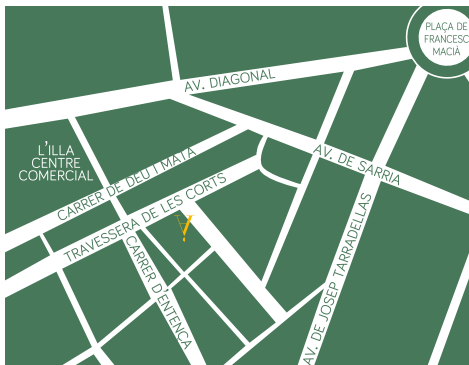 PLAÇA DE
FRANCESC
MACIÀ
AV. DIAGONAL
L'ILLA
CENTRE
COMERCIAL
AV. DE SARRIA
CARRER DE DEU I MATA
TRAVESSERA DE LES CORTS
CARRER D'ENTENÇA
AV. DE JOSEP TARRADELLAS